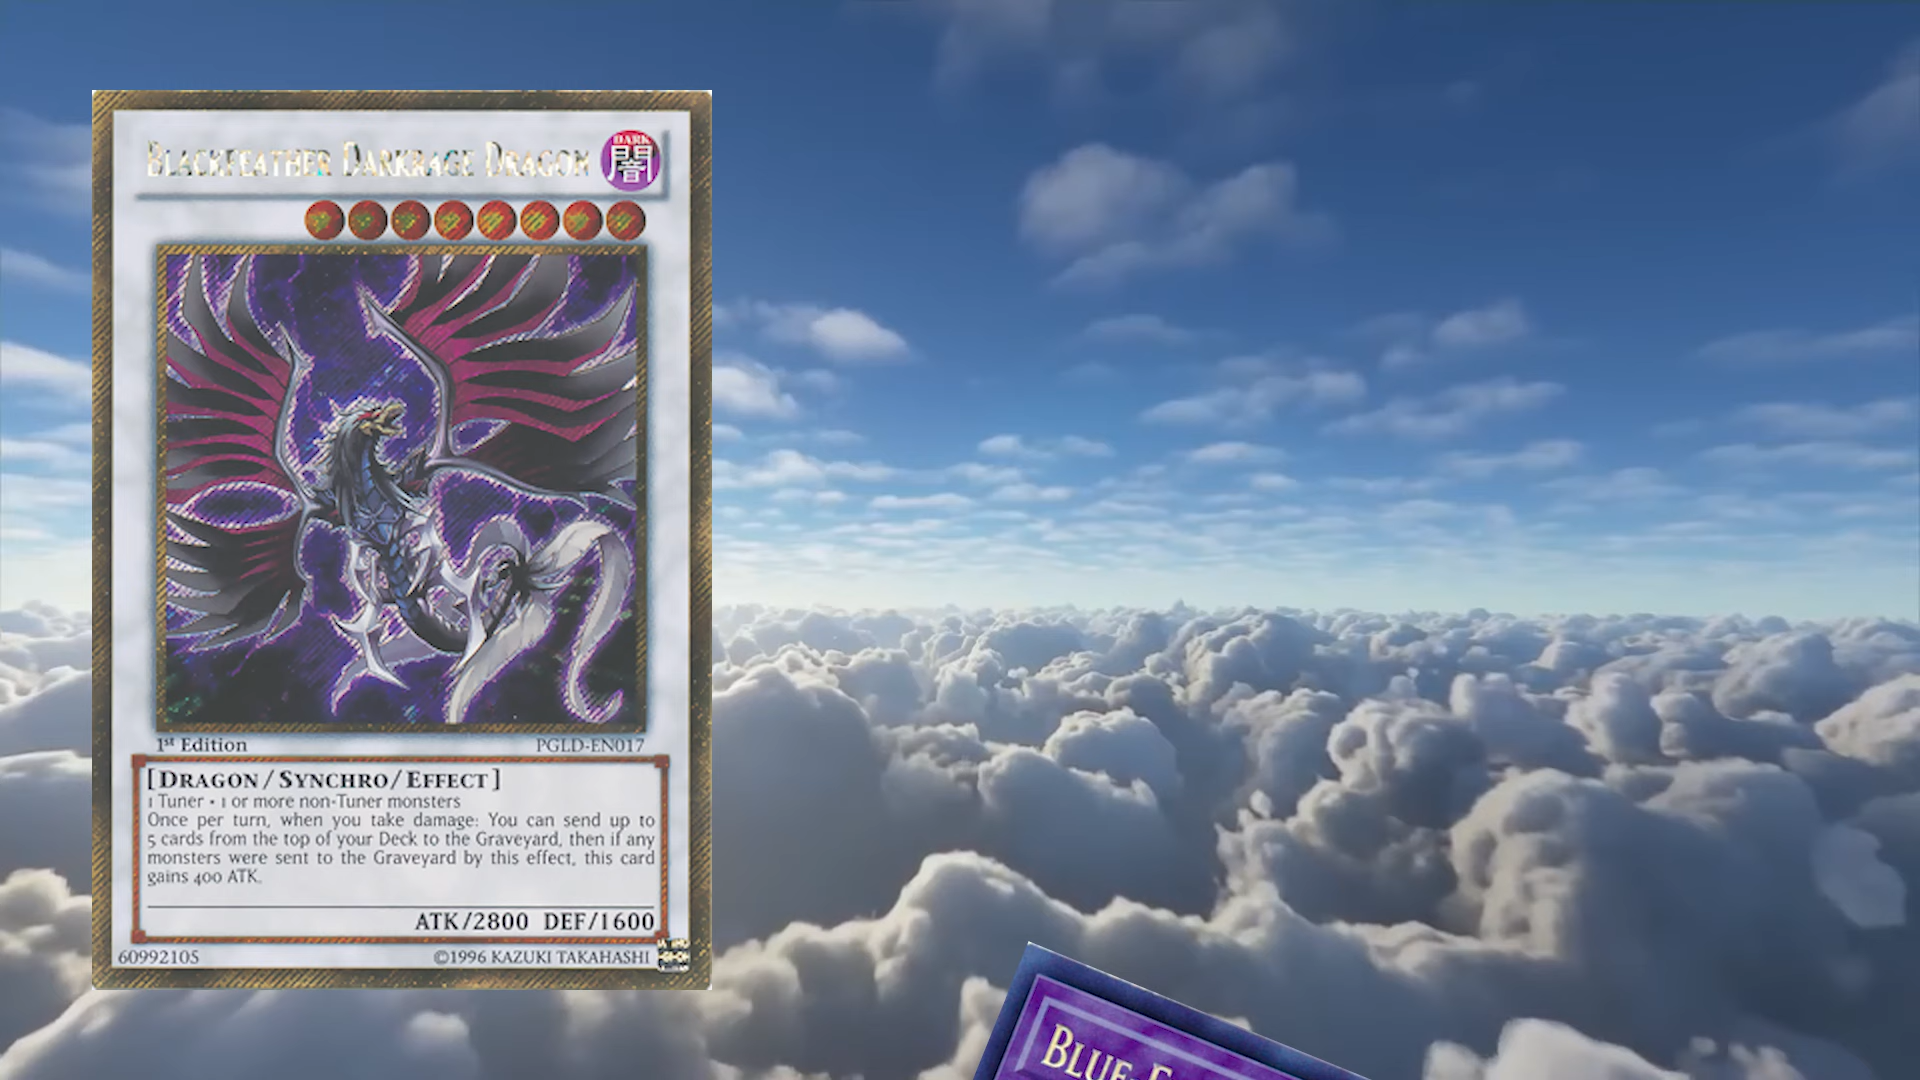 BLACKFEATHER DARKRAGE DRAGON
DARK
闇
1st Edition
PGLD-EN017
[DRAGON/SYNCHRO/EFFECT]
1 Tuner + 1 or more non-Tuner monsters
Once per turn, when you take damage: You can send up to
5 cards from the top of your Deck to the Graveyard, then if any
monsters were sent to the Graveyard by this effect, this card
gains 400 ATK.
ATK/2800 DEF/1600
60992105
©1996 KAZUKI TAKAHASHI
BLUE-E